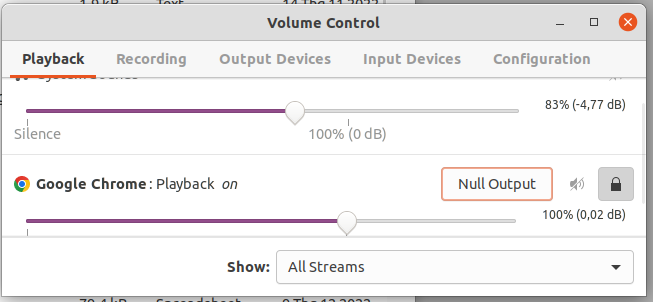 Volume Control
Playback Recording Output Devices Input Devices Configuration
83% (-4,77 dB)
Silence 100% (0 dB)
Google Chrome: Playback on Null Output
100% (0,02 dB)
Show: All Streams